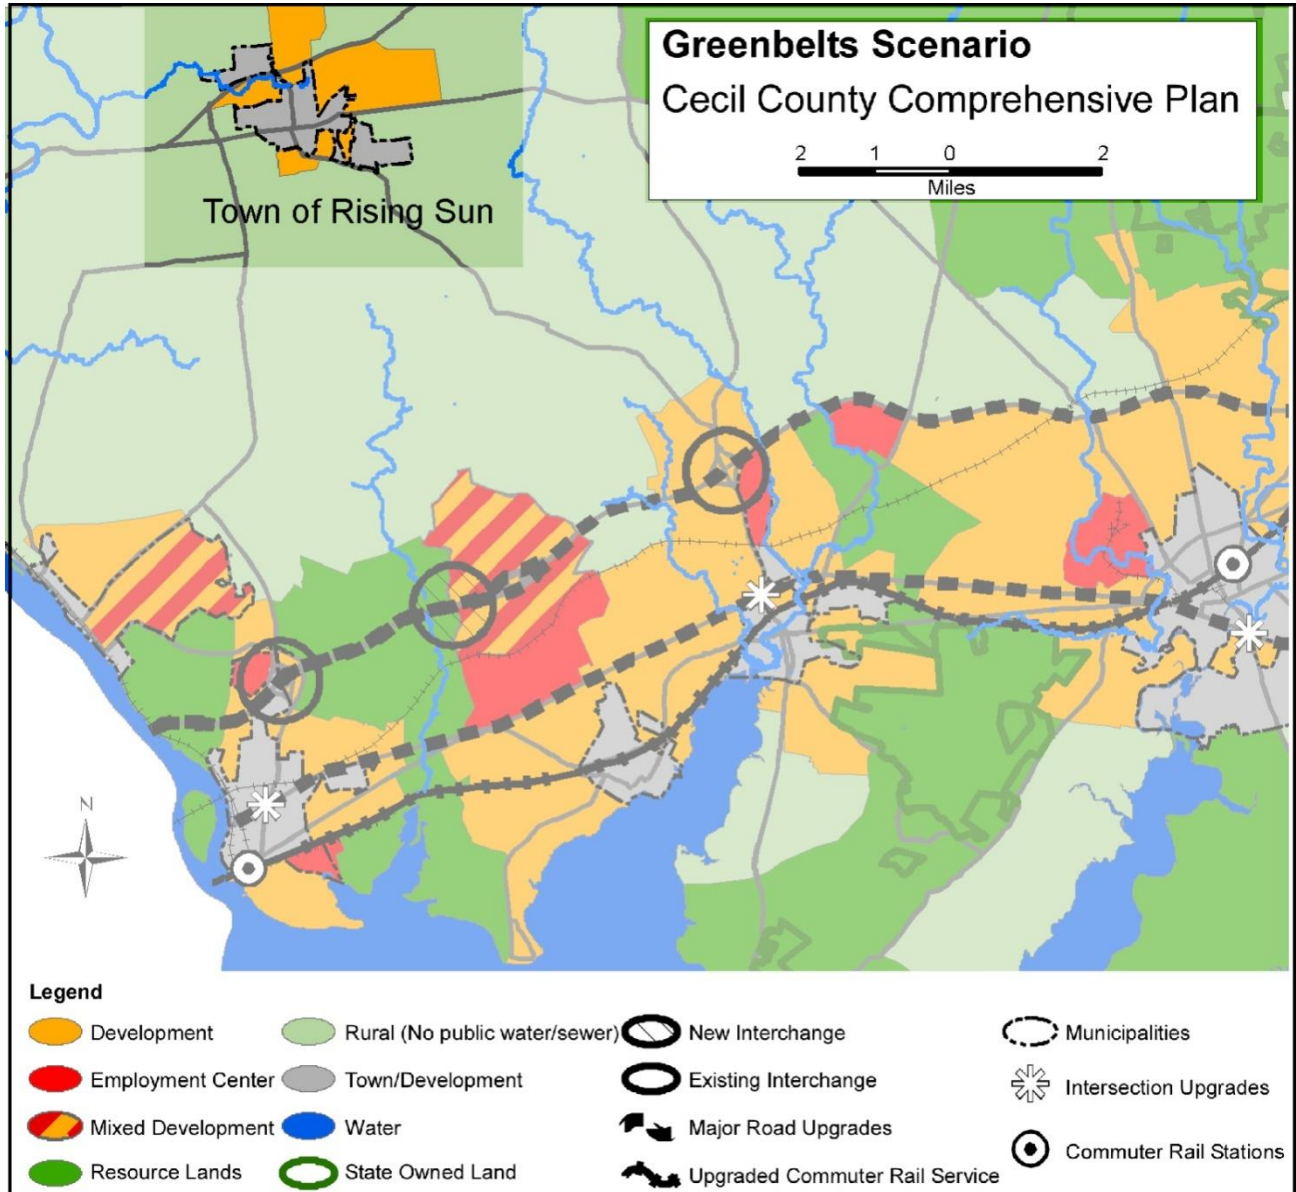 Greenbelts Scenario
Cecil County Comprehensive Plan
2 1 0 2
Miles
Town of Rising Sun
N
Legend
Development
Employment Center
Mixed Development
Resource Lands
Rural (No public water/sewer)
Town/Development
Water
State Owned Land
New Interchange
Existing Interchange
Major Road Upgrades
Upgraded Commuter Rail Service
Municipalities
Intersection Upgrades
Commuter Rail Stations